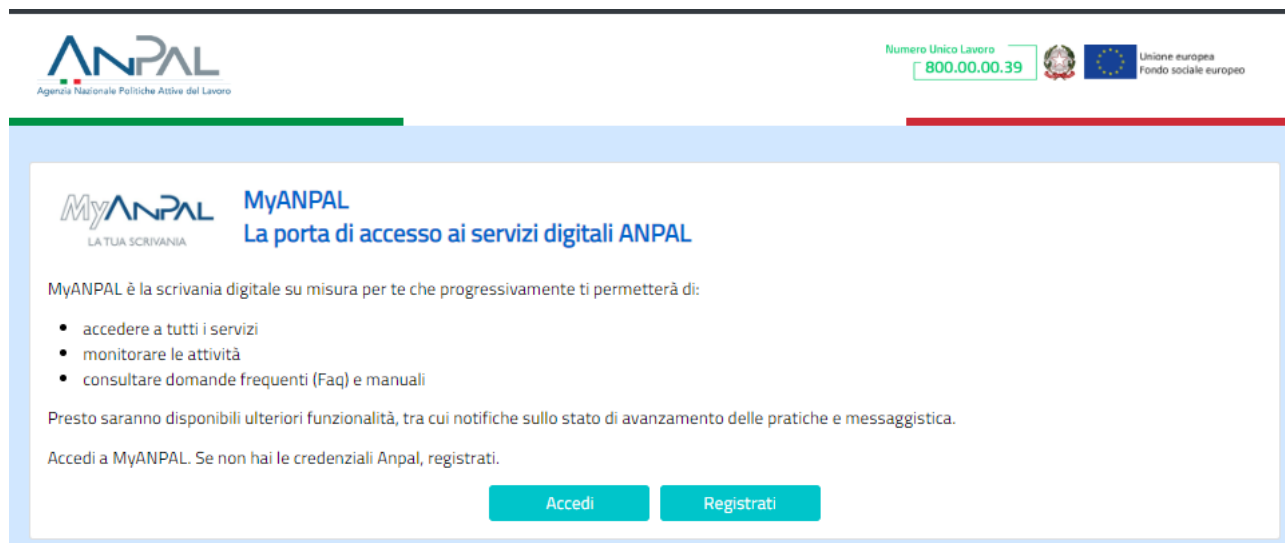 ANPAL
Agenzia Nazionale Politiche Attive del Lavoro
Numero Unico Lavoro
800.00.00.39
Unione europea
Fondo sociale europeo
MyANPAL
LA TUA SCRIVANIA
MyANPAL
La porta di accesso ai servizi digitali ANPAL
MyANPAL è la scrivania digitale su misura per te che progressivamente ti permetterà di:
• accedere a tutti i servizi
• monitorare le attività
• consultare domande frequenti (Faq) e manuali
Presto saranno disponibili ulteriori funzionalità, tra cui notifiche sullo stato di avanzamento delle pratiche e messaggistica.
Accedi a MyANPAL. Se non hai le credenziali Anpal, registrati.
Accedi
Registrati